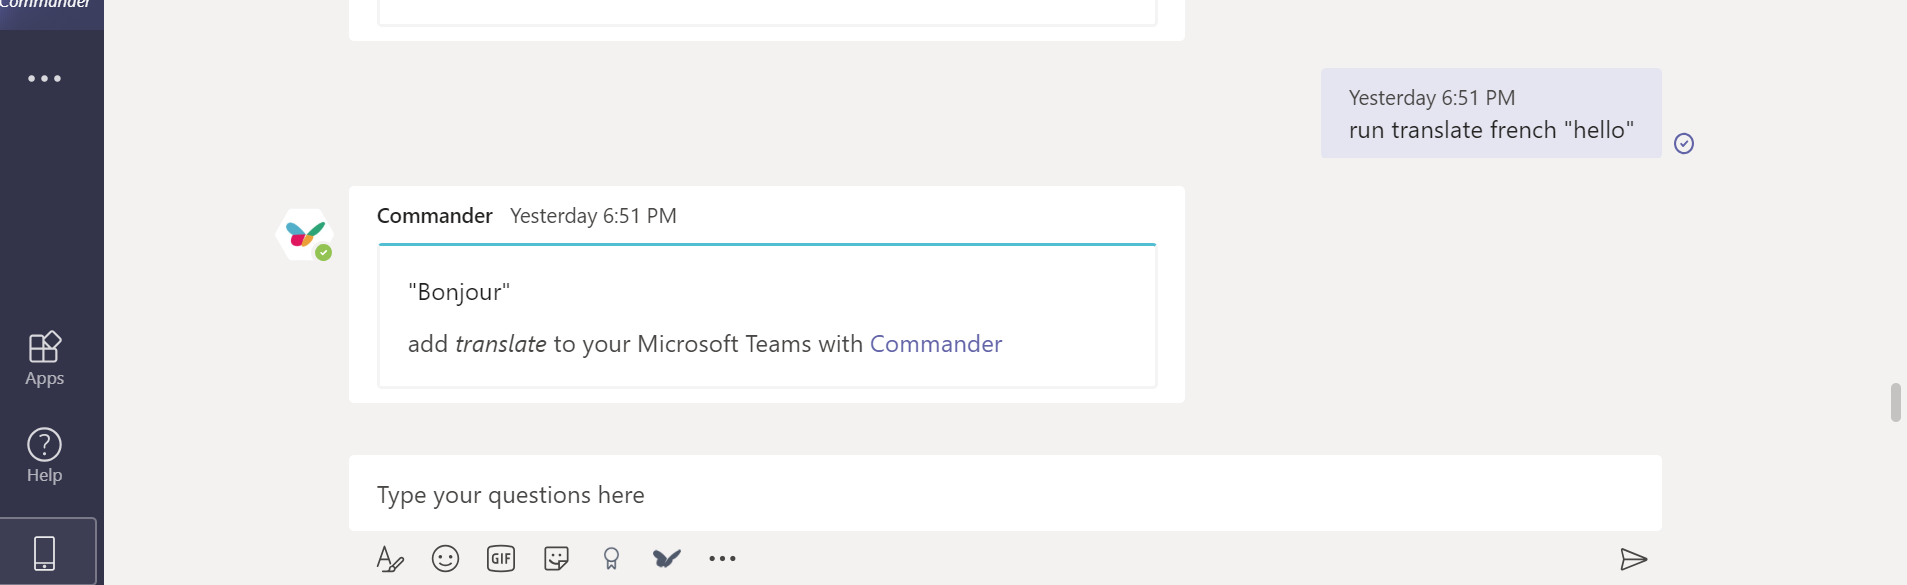 Commander
Yesterday 6:51 PM
run translate french "hello"
Commander Yesterday 6:51 PM
"Bonjour"
add translate to your Microsoft Teams with Commander
Apps
Help
Type your questions here
GIF